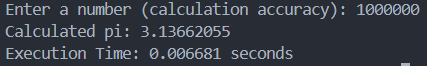 Enter a number (calculation accuracy): 1000000
Calculated pi: 3.13662055
Execution Time: 0.006681 seconds